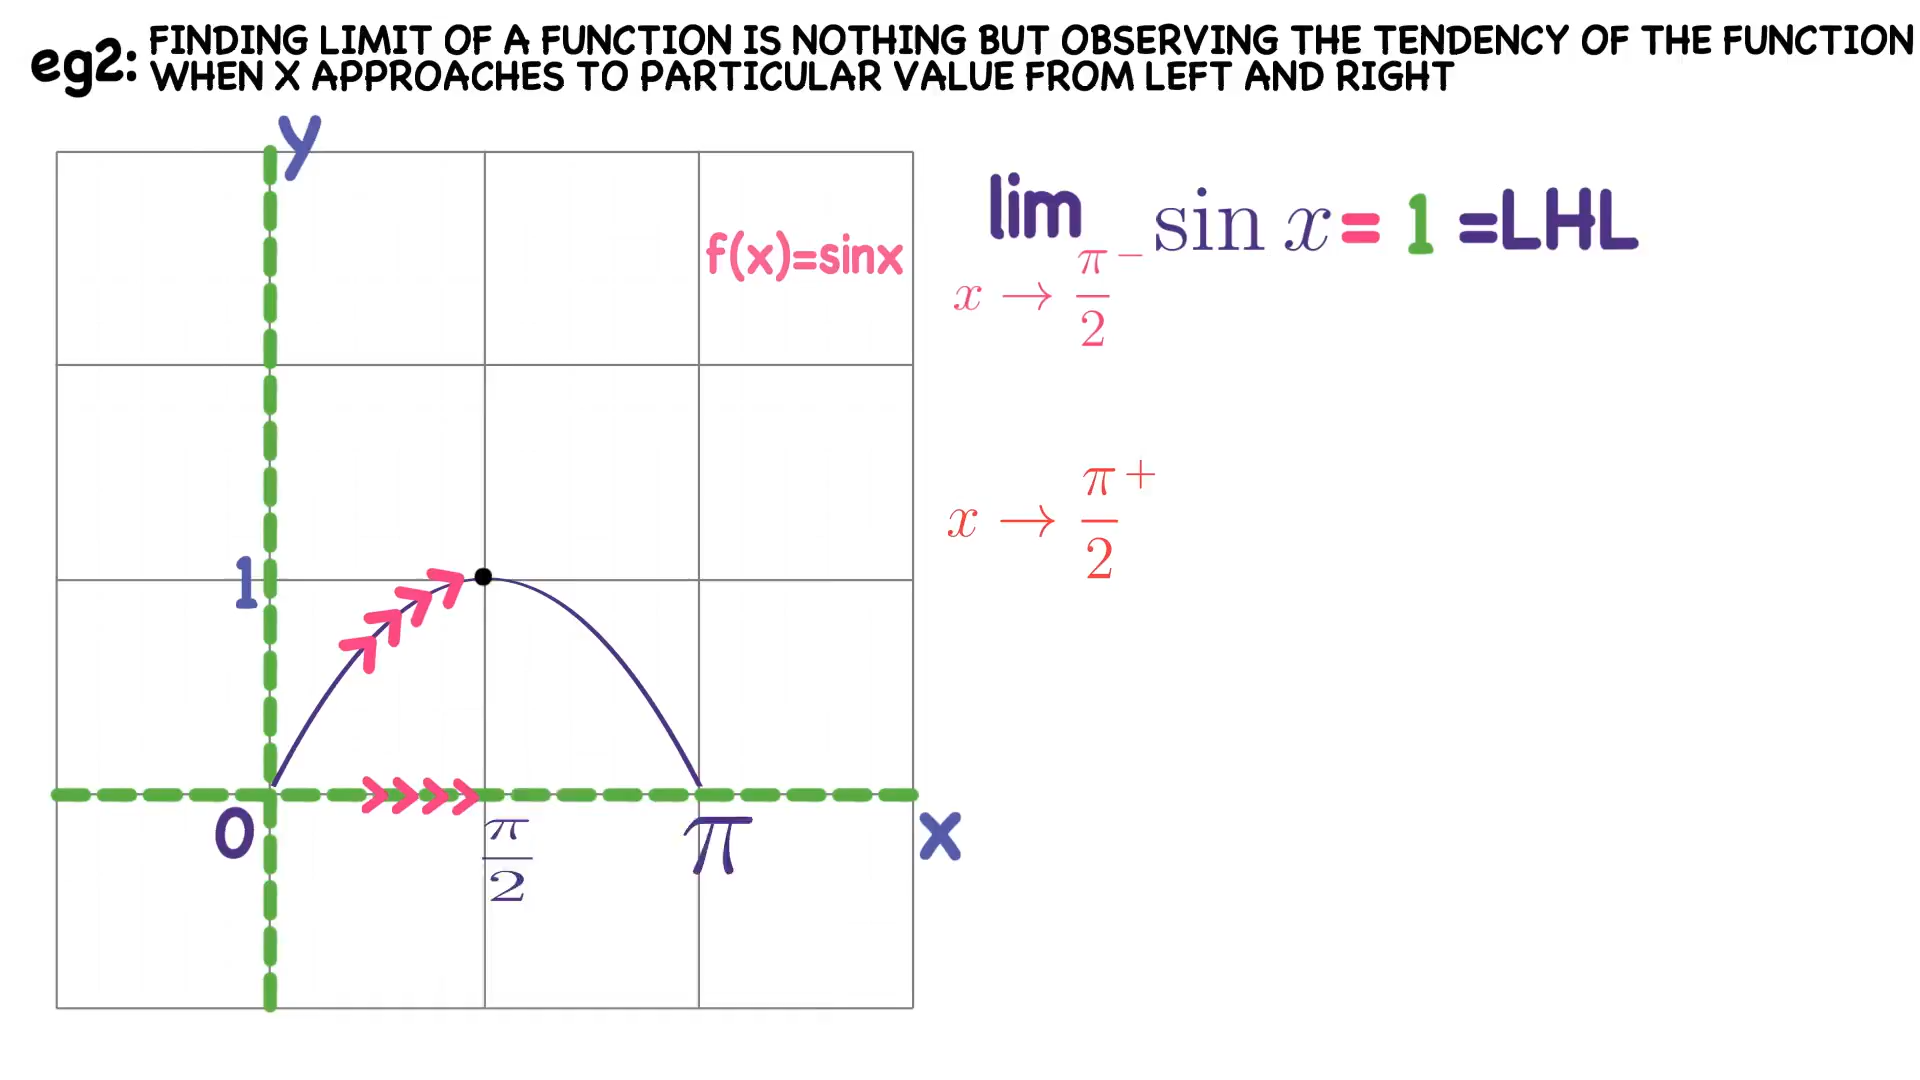 eg2: FINDING LIMIT OF A FUNCTION IS NOTHING BUT OBSERVING THE TENDENCY OF THE FUNCTION
WHEN X APPROACHES TO PARTICULAR VALUE FROM LEFT AND RIGHT
y
f(x)=sinx
lim sin x = 1 =LHL
x → π/2⁻
x → π/2⁺
1
0
π/2
π
x